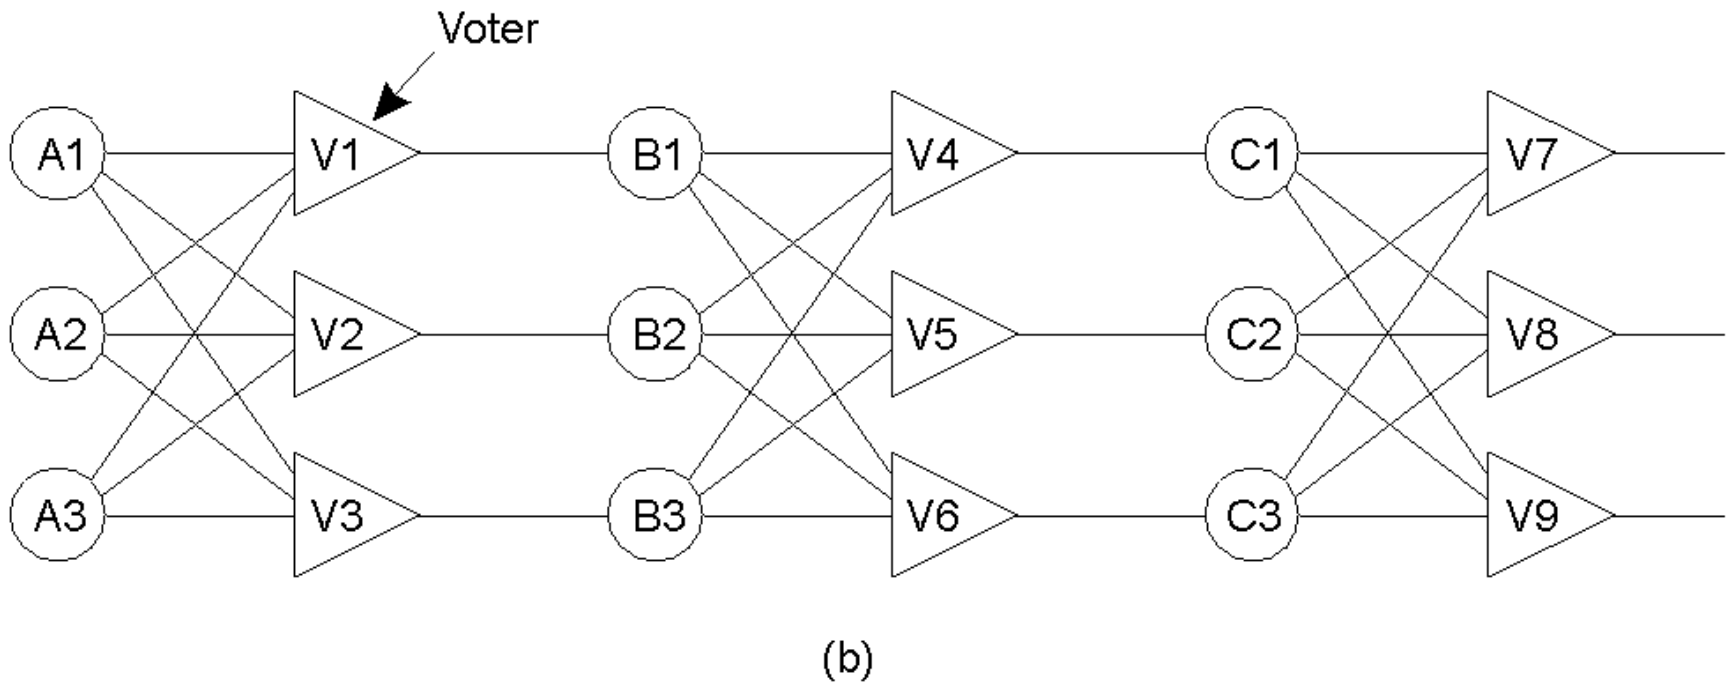 Voter
A1 V1 B1 V4 C1 V7
A2 V2 B2 V5 C2 V8
A3 V3 B3 V6 C3 V9
(b)